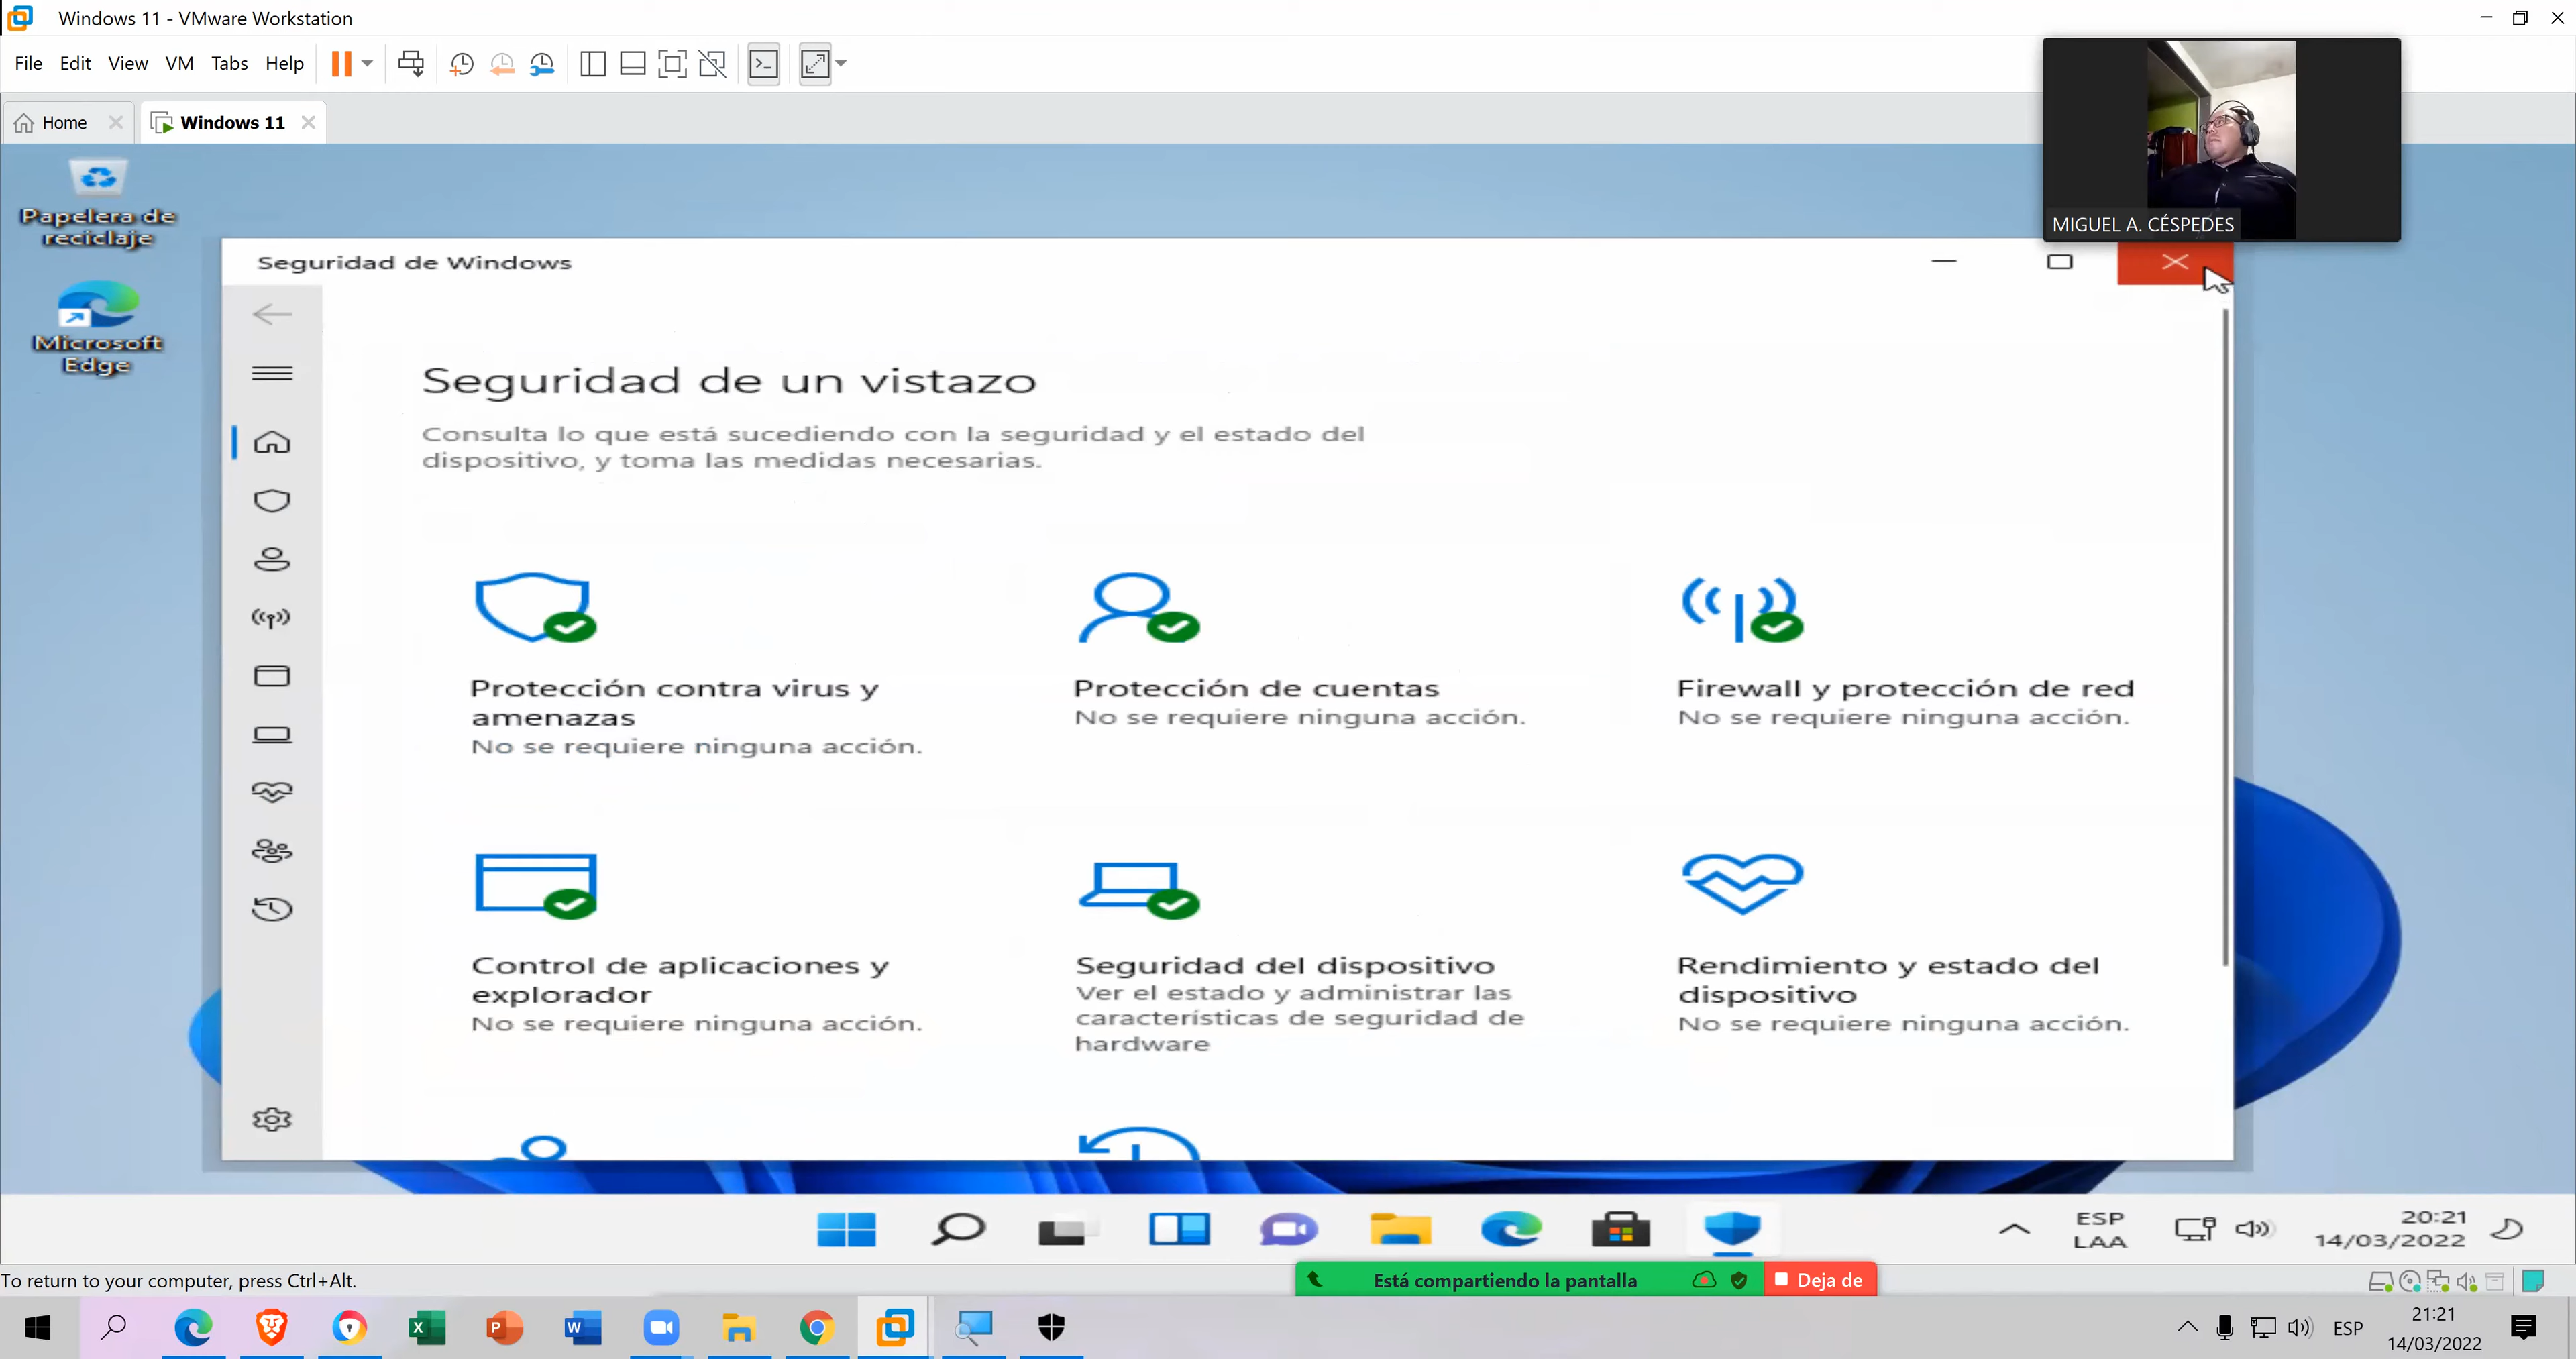 Windows 11 - VMware Workstation
File Edit View VM Tabs Help
Home
Windows 11
MIGUEL A. CÉSPEDES
Papelera de
reciclaje
Microsoft
Edge
Seguridad de Windows
Seguridad de un vistazo
Consulta lo que está sucediendo con la seguridad y el estado del
dispositivo, y toma las medidas necesarias.
Protección contra virus y
amenazas
No se requiere ninguna acción.
Protección de cuentas
No se requiere ninguna acción.
Firewall y protección de red
No se requiere ninguna acción.
Control de aplicaciones y
explorador
No se requiere ninguna acción.
Seguridad del dispositivo
Ver el estado y administrar las
características de seguridad de
hardware
Rendimiento y estado del
dispositivo
No se requiere ninguna acción.
ESP
LAA
20:21
14/03/2022
To return to your computer, press Ctrl+Alt.
Está compartiendo la pantalla
Deja de
ESP
21:21
14/03/2022